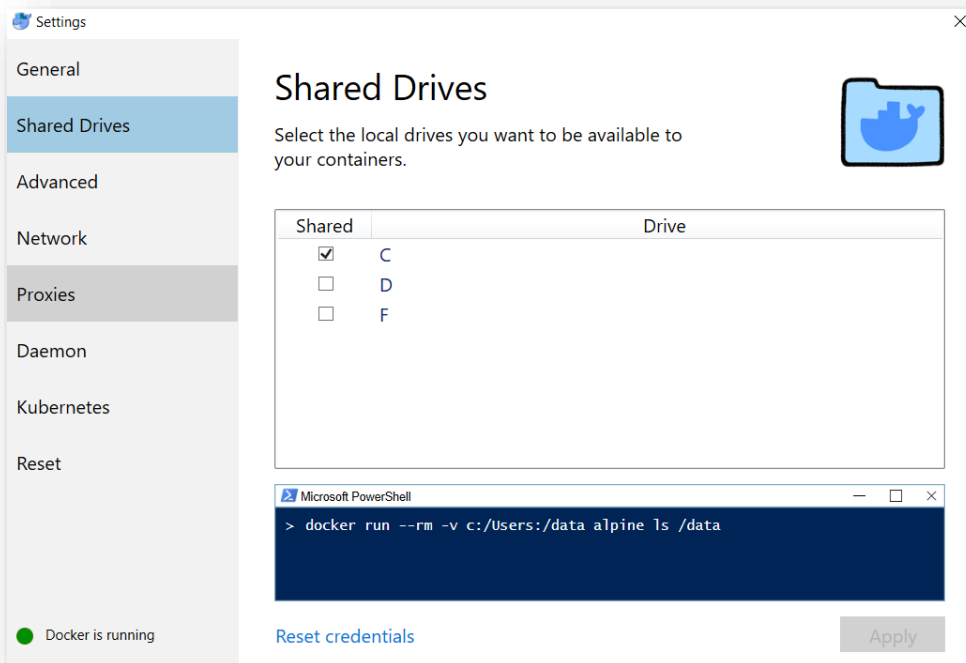 Settings
General
Shared Drives
Advanced
Network
Proxies
Daemon
Kubernetes
Reset
Docker is running
Shared Drives
Select the local drives you want to be available to
your containers.
Shared Drive
C
D
F
Microsoft PowerShell
> docker run --rm -v c:/Users:/data alpine ls /data
Reset credentials
Apply